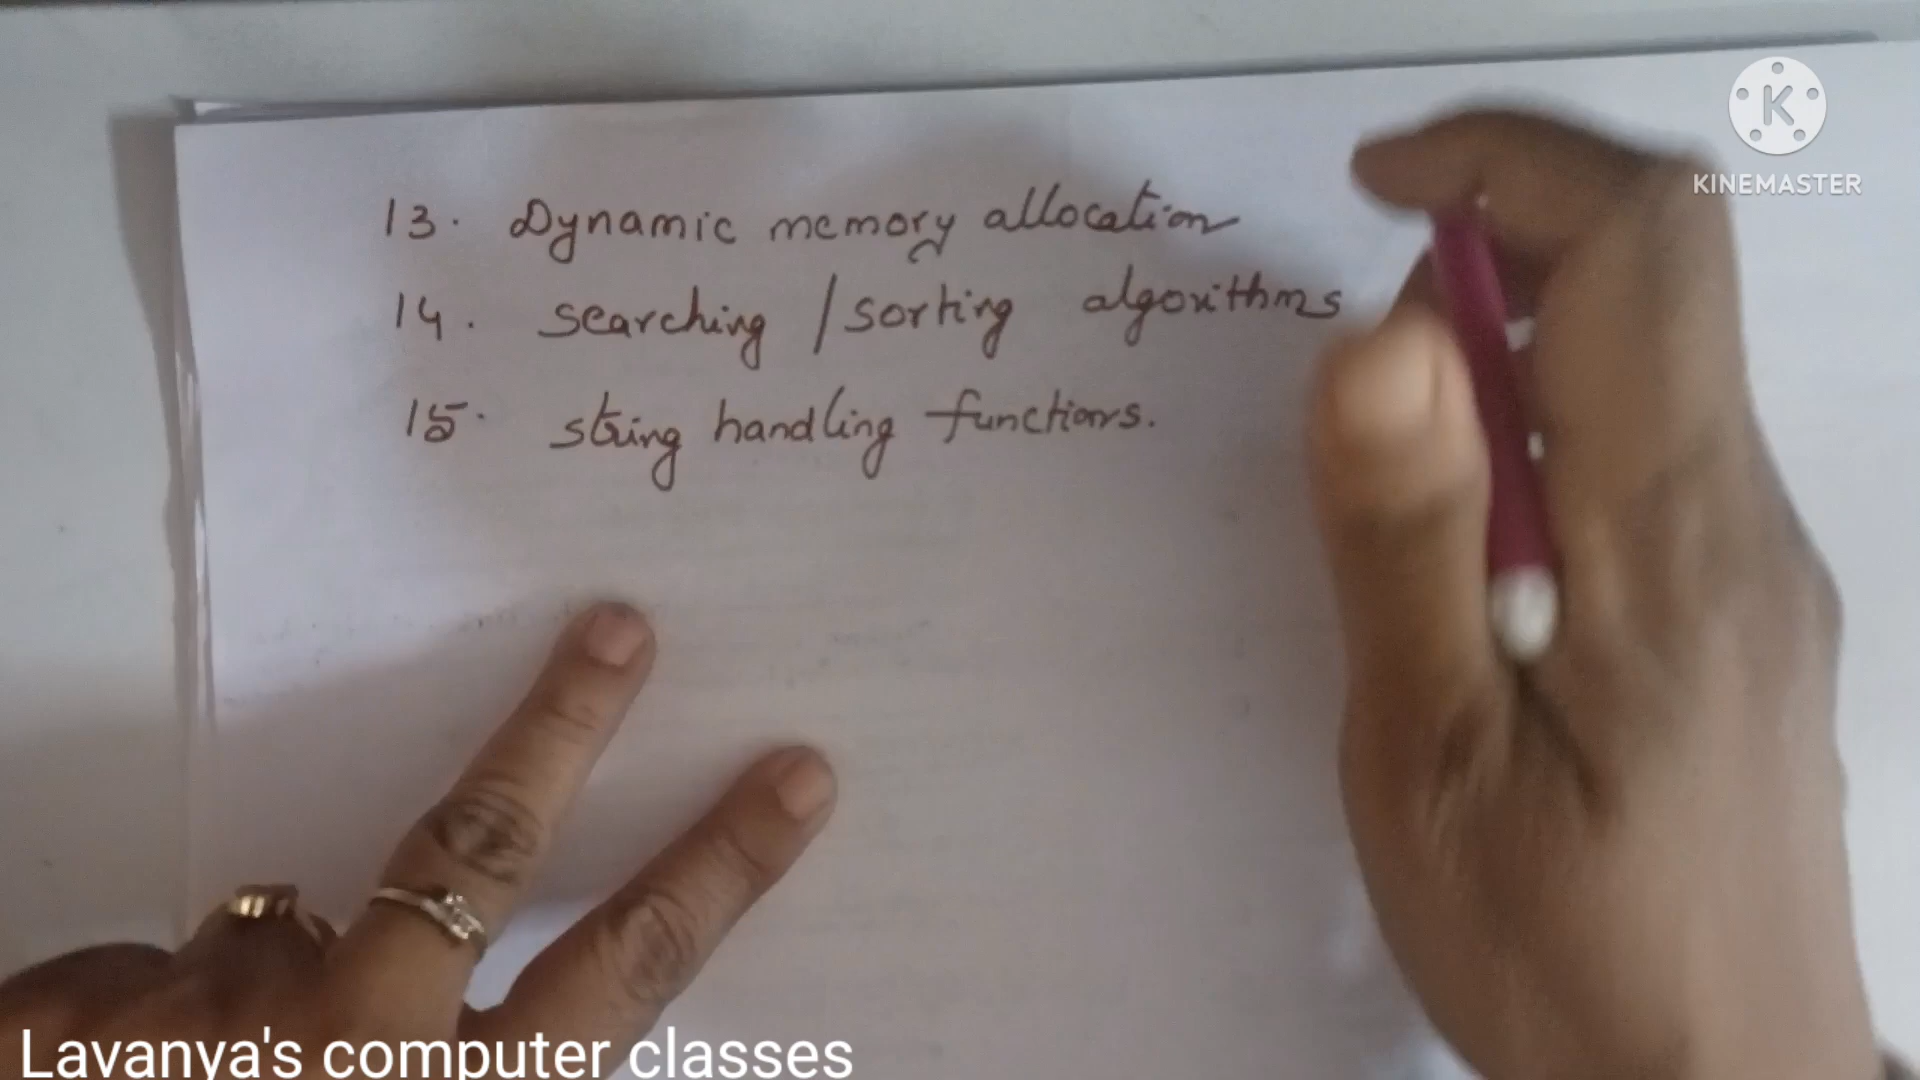 KINEMASTER
13. Dynamic memory allocation
14. searching / sorting algorithms
15. string handling functions.
Lavanya's computer classes